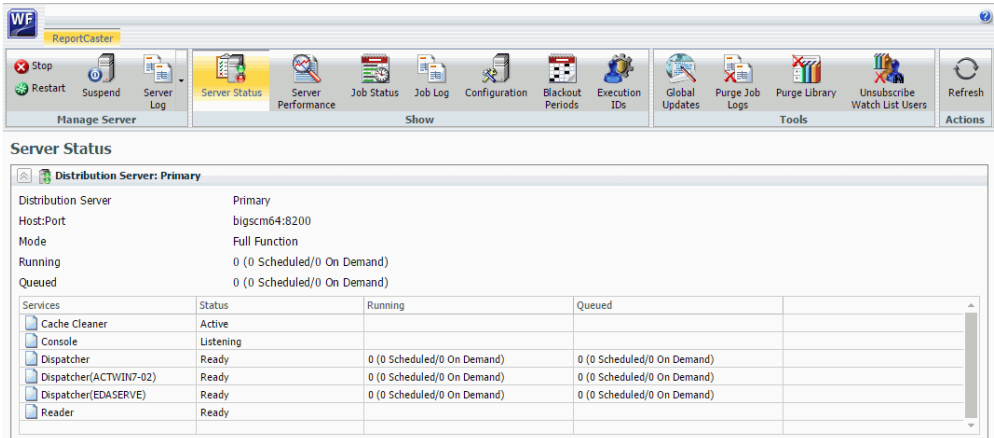 WF
ReportCaster
Stop
Restart
Suspend
Server Log
Manage Server
Server Status
Server Performance
Job Status
Job Log
Configuration
Blackout Periods
Execution IDs
Show
Global Updates
Purge Job Logs
Purge Library
Unsubscribe Watch List Users
Tools
Refresh
Actions
Server Status
Distribution Server: Primary
Distribution Server Primary
Host:Port bigscm64:8200
Mode Full Function
Running 0 (0 Scheduled/0 On Demand)
Queued 0 (0 Scheduled/0 On Demand)
Services Status Running Queued
Cache Cleaner Active
Console Listening
Dispatcher Ready 0 (0 Scheduled/0 On Demand) 0 (0 Scheduled/0 On Demand)
Dispatcher(ACTWIN7-02) Ready 0 (0 Scheduled/0 On Demand) 0 (0 Scheduled/0 On Demand)
Dispatcher(EDASERVE) Ready 0 (0 Scheduled/0 On Demand) 0 (0 Scheduled/0 On Demand)
Reader Ready